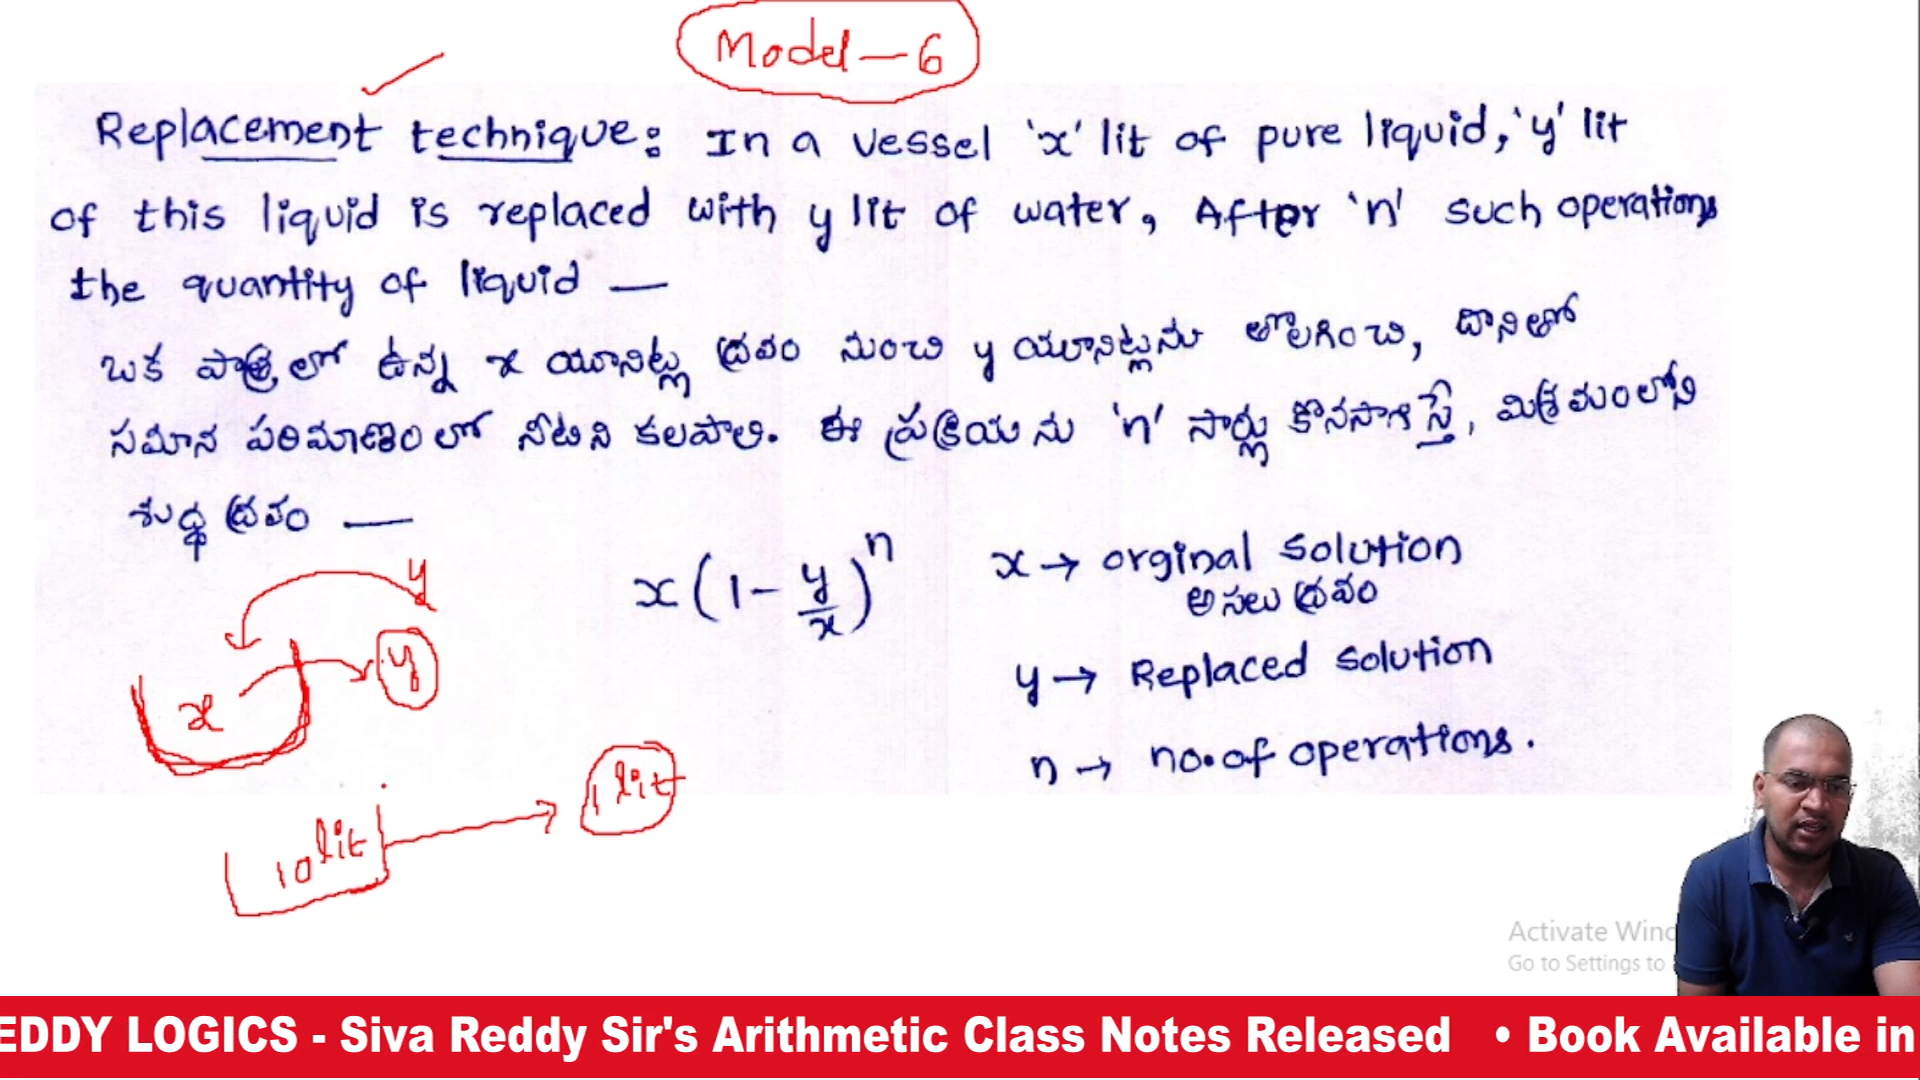 Model - 6
Replacement technique: In a vessel 'x' lit of pure liquid, 'y' lit
of this liquid is replaced with y lit of water, After 'n' such operations
the quantity of liquid —
ఒక పాత్రలో ఉన్న x యూనిట్ల ద్రవం నుంచి y యూనిట్లను తొలగించి, దానితో
సమాన పరిమాణంలో నీటిని కలపాలి. ఈ ప్రక్రియను 'n' సార్లు కొనసాగిస్తే, మిశ్రమంలోని
శుద్ధ ద్రవం —
x(1 - y/x)^n
x → orginal solution
అసలు ద్రవం
y → Replaced solution
n → no. of operations.
y
y
x
10 lit
1 lit
Activate Wind
Go to Settings to
EDDY LOGICS - Siva Reddy Sir's Arithmetic Class Notes Released • Book Available in